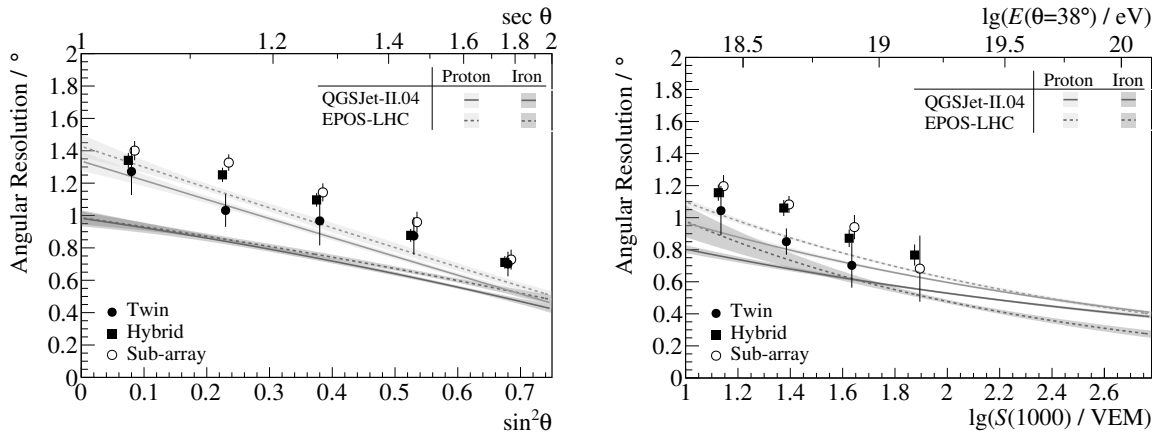 sec θ
1 1.2 1.4 1.6 1.8 2
Angular Resolution / °
2
1.8
1.6
1.4
1.2
1
0.8
0.6
0.4
0.2
0
Proton Iron
QGSJet-II.04
EPOS-LHC
Twin
Hybrid
Sub-array
0 0.1 0.2 0.3 0.4 0.5 0.6 0.7
sin²θ
lg(E(θ=38°) / eV)
18.5 19 19.5 20
Angular Resolution / °
2
1.8
1.6
1.4
1.2
1
0.8
0.6
0.4
0.2
0
Proton Iron
QGSJet-II.04
EPOS-LHC
Twin
Hybrid
Sub-array
1 1.2 1.4 1.6 1.8 2 2.2 2.4 2.6
lg(S(1000) / VEM)